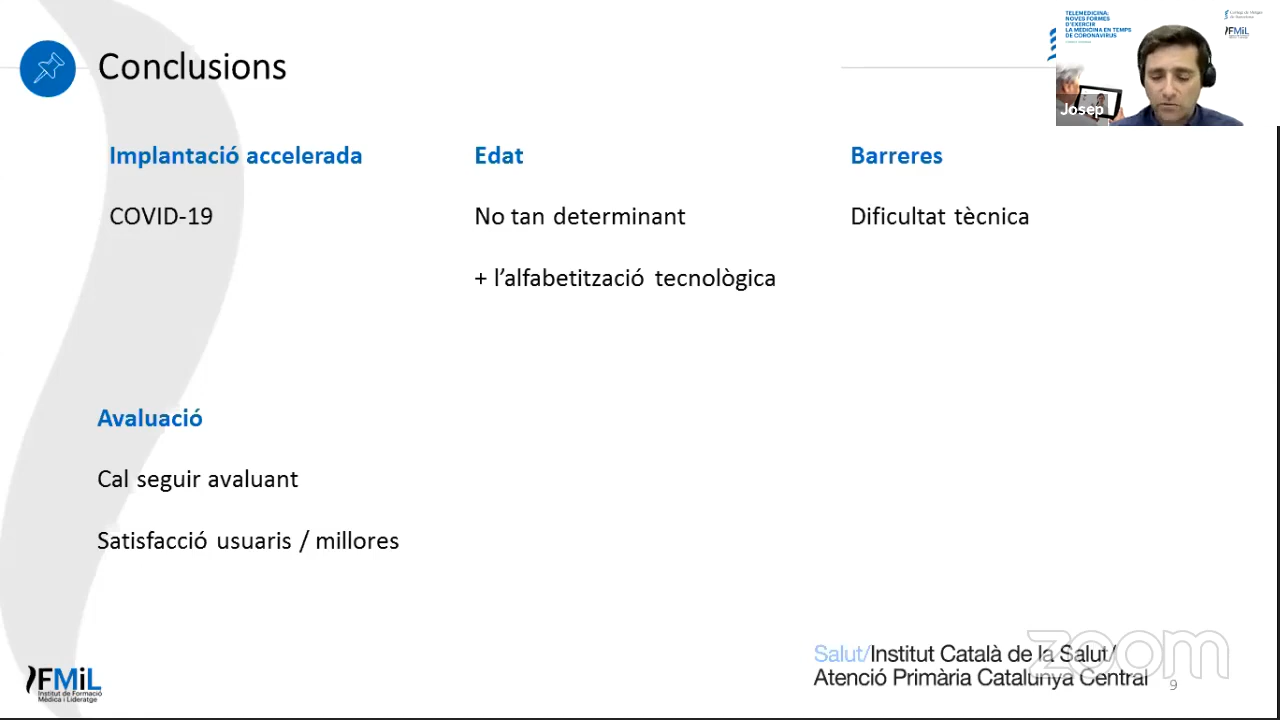 Conclusions
TELEMEDICINA:
NOVES FORMES
D'EXERCIR
LA MEDICINA EN TEMPS
DE CORONAVIRUS
FMiL
Josep
Implantació accelerada
COVID-19
Edat
No tan determinant
+ l'alfabetització tecnològica
Barreres
Dificultat tècnica
Avaluació
Cal seguir avaluant
Satisfacció usuaris / millores
FMiL
Institut de Formació
Mèdica i Lideratge
Salut/Institut Català de la Salut/
Atenció Primària Catalunya Central
zoom
9